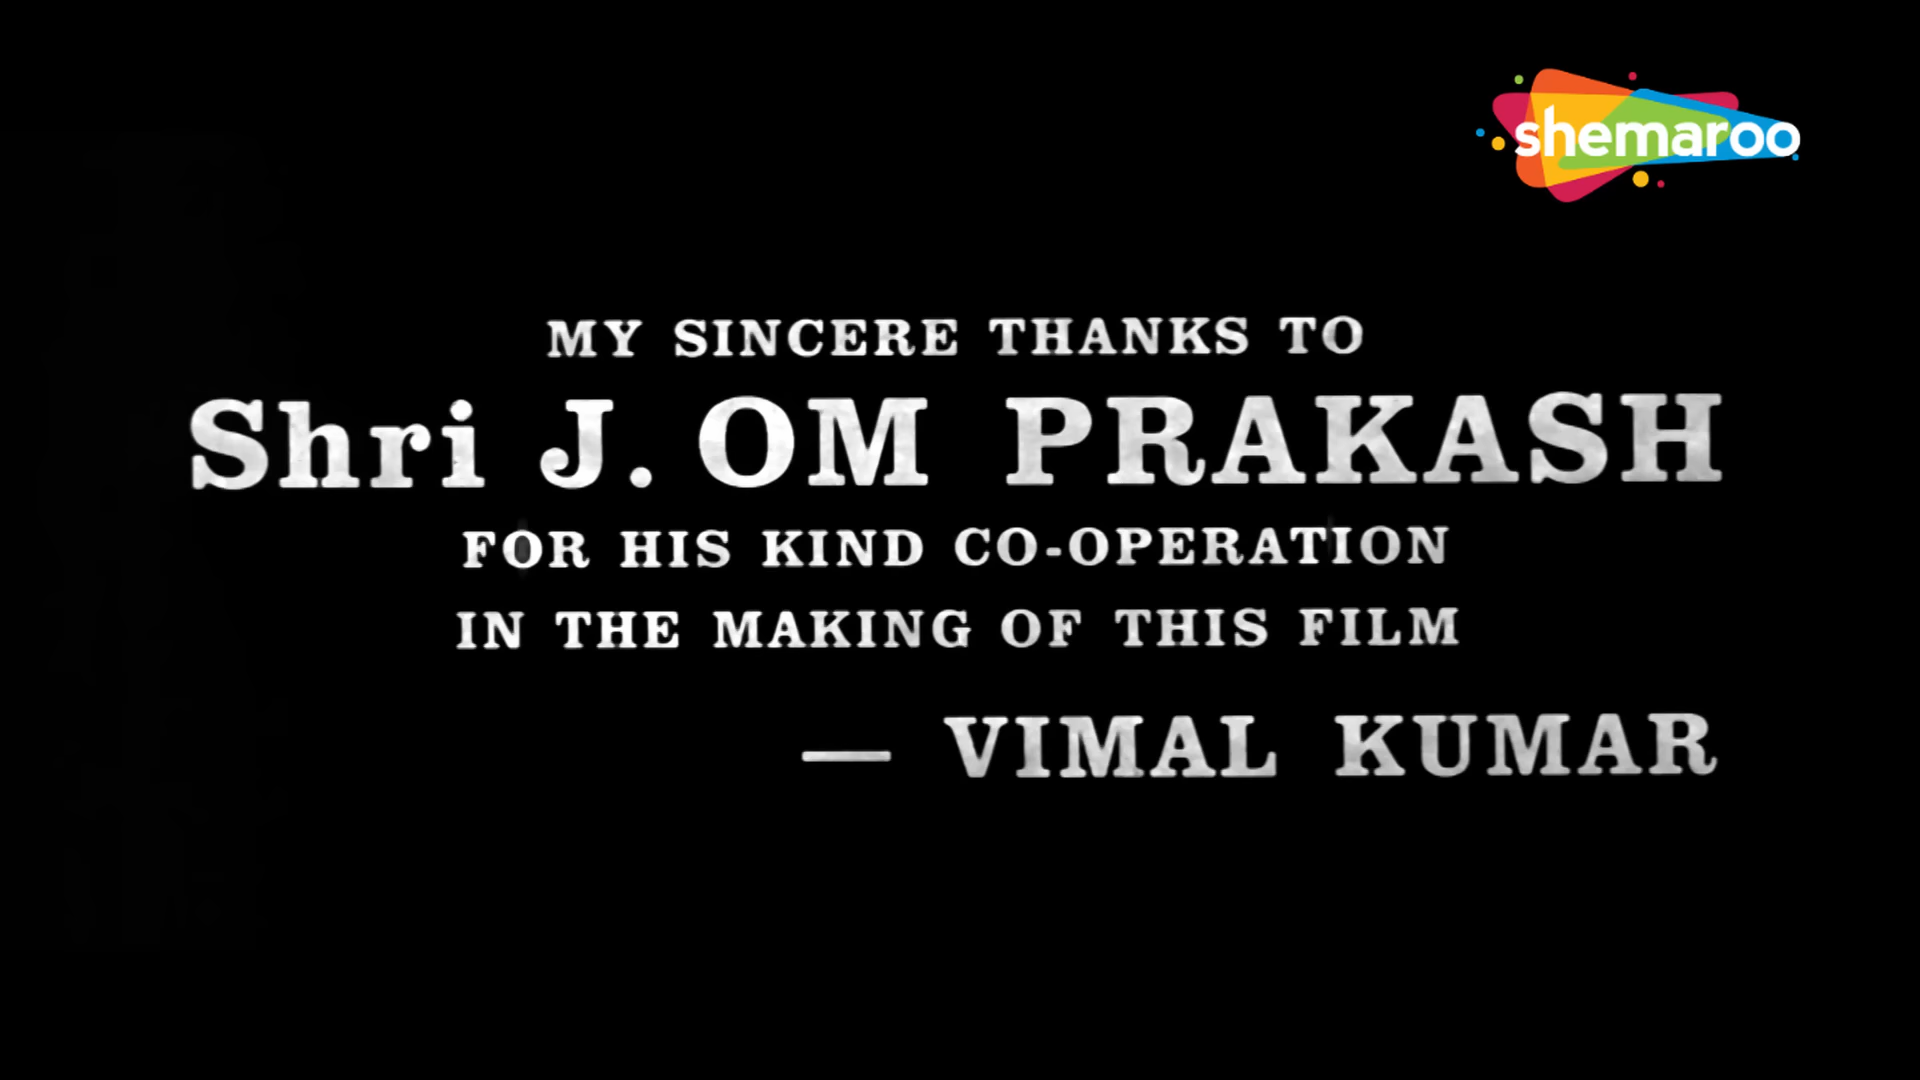 shemaroo
MY SINCERE THANKS TO
Shri J. OM PRAKASH
FOR HIS KIND CO-OPERATION
IN THE MAKING OF THIS FILM
— VIMAL KUMAR